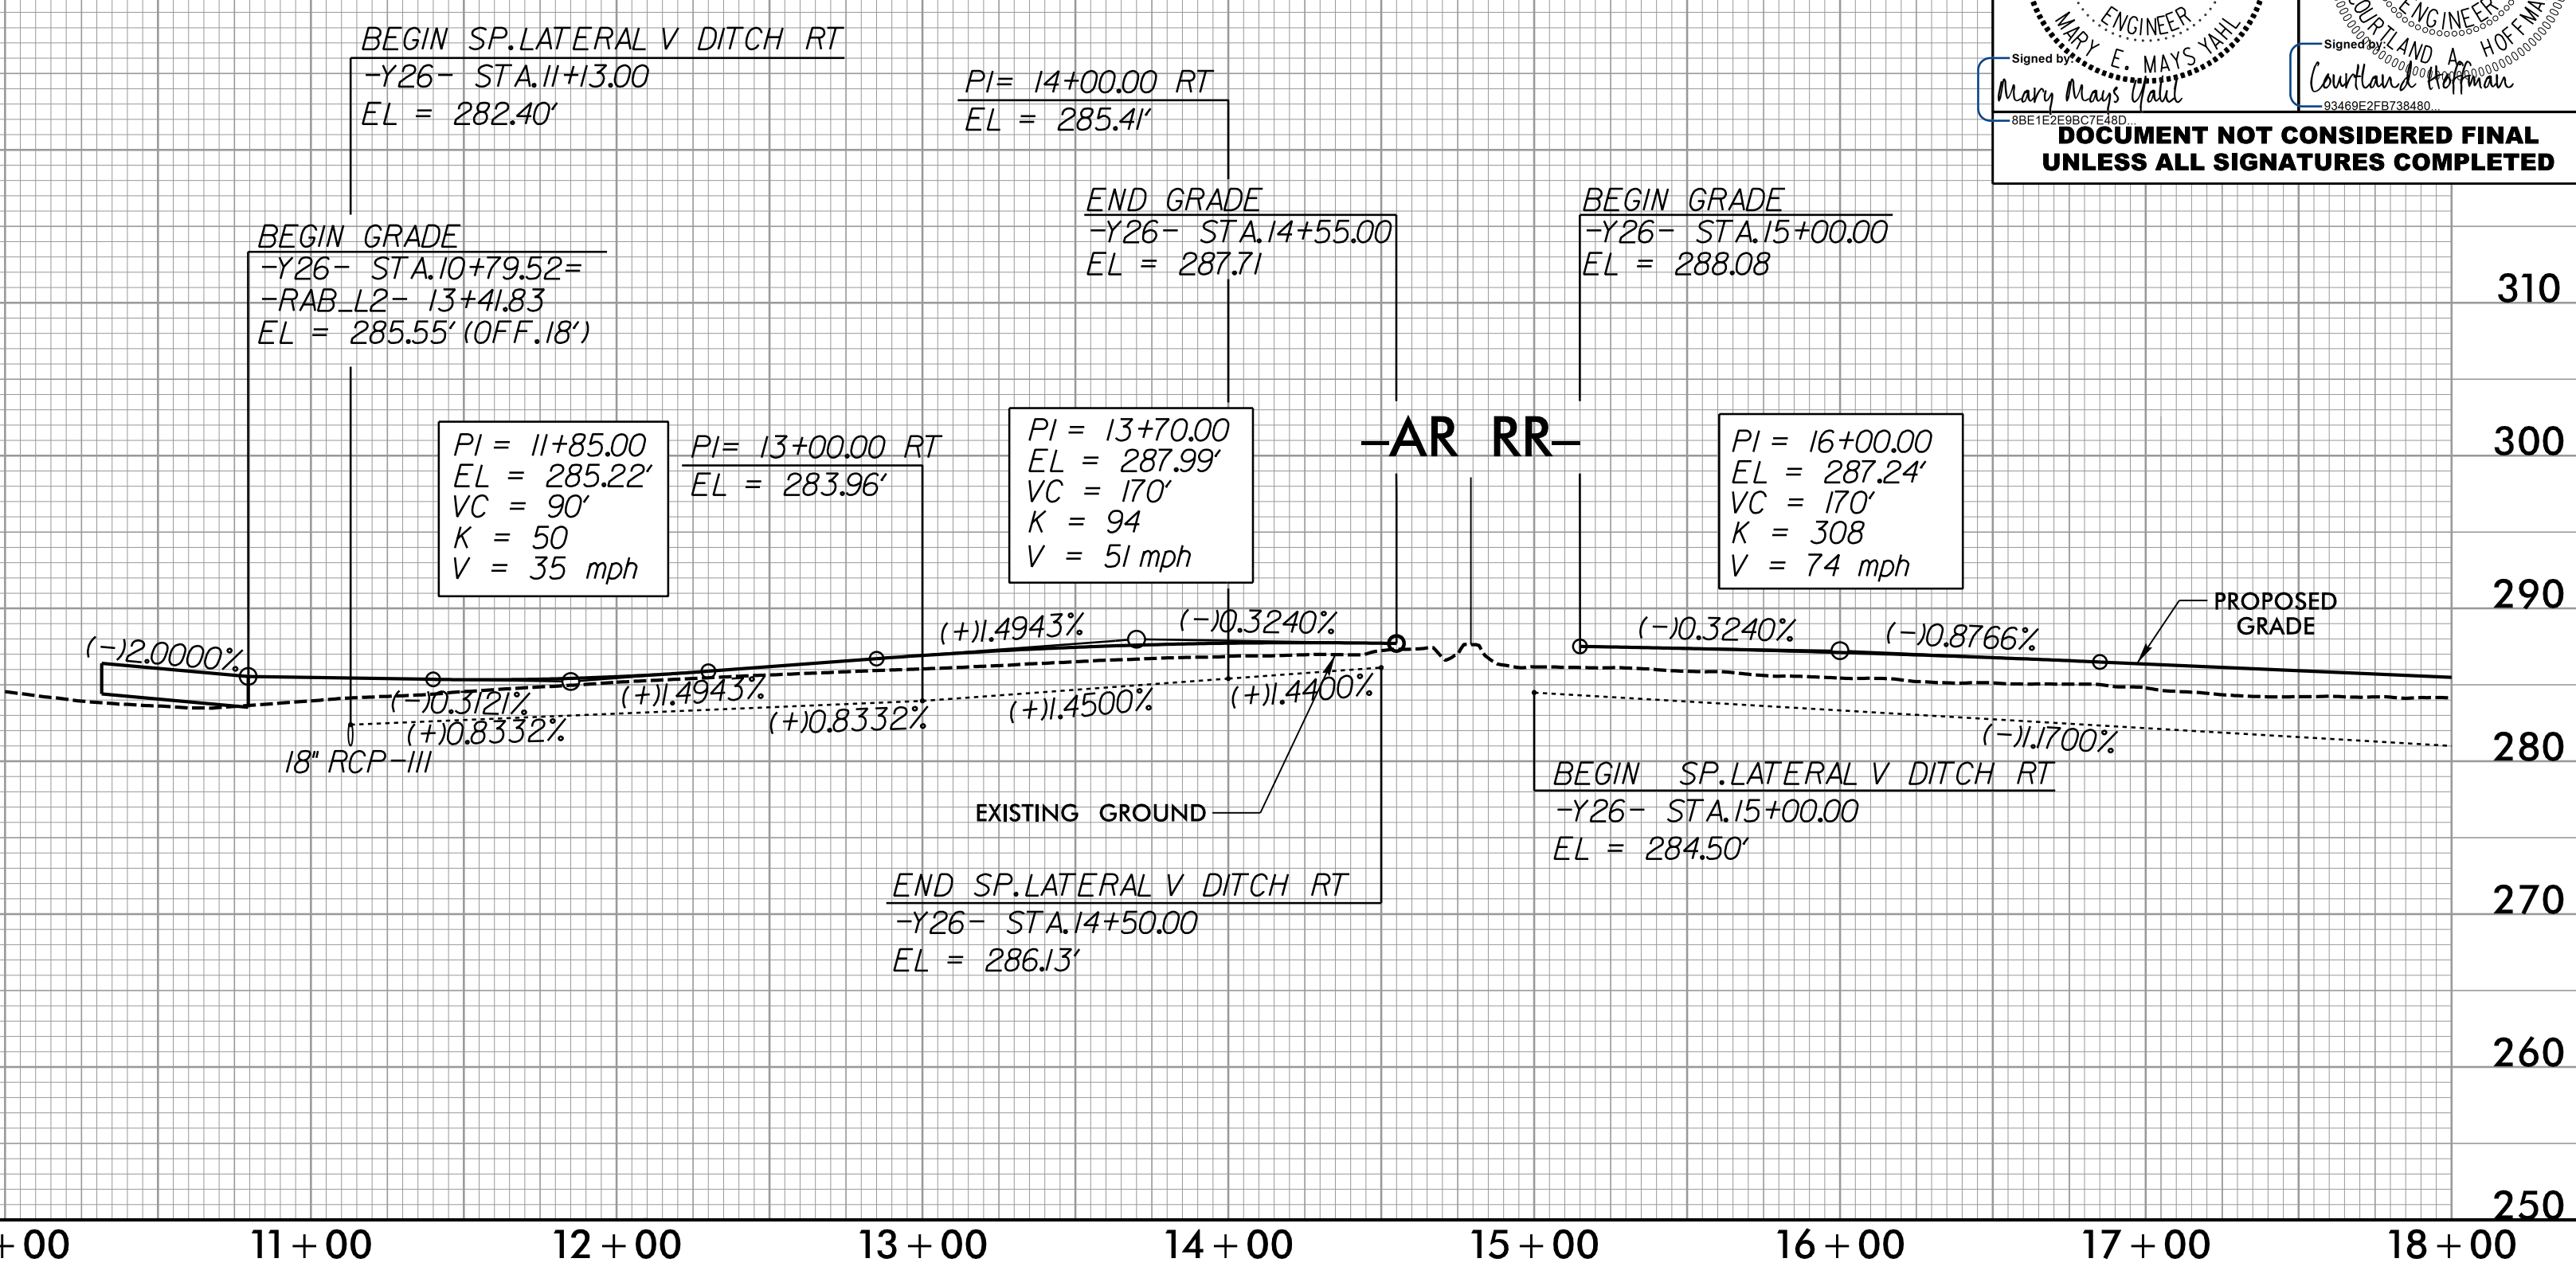 BEGIN SP.LATERAL V DITCH RT
-Y26- STA.11+13.00
EL = 282.40'
PI= 14+00.00 RT
EL = 285.41'
ENGINEER
MARY E. MAYS YAHL
Signed by:
Mary Mays Yahl
8BE1E2E9BC7E48D...
ENGINEER
COURTLAND A. HOFFMA
Signed by:
Courtland Hoffman
93469E2FB738480...
DOCUMENT NOT CONSIDERED FINAL
UNLESS ALL SIGNATURES COMPLETED
BEGIN GRADE
-Y26- STA.10+79.52=
-RAB_L2- 13+41.83
EL = 285.55' (OFF.18')
END GRADE
-Y26- STA.14+55.00
EL = 287.71
BEGIN GRADE
-Y26- STA.15+00.00
EL = 288.08
310
PI = 11+85.00
EL = 285.22'
VC = 90'
K = 50
V = 35 mph
PI= 13+00.00 RT
EL = 283.96'
PI = 13+70.00
EL = 287.99'
VC = 170'
K = 94
V = 51 mph
-AR RR-
PI = 16+00.00
EL = 287.24'
VC = 170'
K = 308
V = 74 mph
300
290
PROPOSED
GRADE
(-)2.0000%
(-)0.3121%
(+)1.4943%
(+)1.4943%
(-)0.3240%
(-)0.3240%
(-)0.8766%
(+)0.8332%
(+)0.8332%
(+)1.4500%
(+)1.4400%
(-)1.1700%
18" RCP-III
280
EXISTING GROUND
BEGIN SP.LATERAL V DITCH RT
-Y26- STA.15+00.00
EL = 284.50'
END SP.LATERAL V DITCH RT
-Y26- STA.14+50.00
EL = 286.13'
270
260
250
+00
11+00
12+00
13+00
14+00
15+00
16+00
17+00
18+00